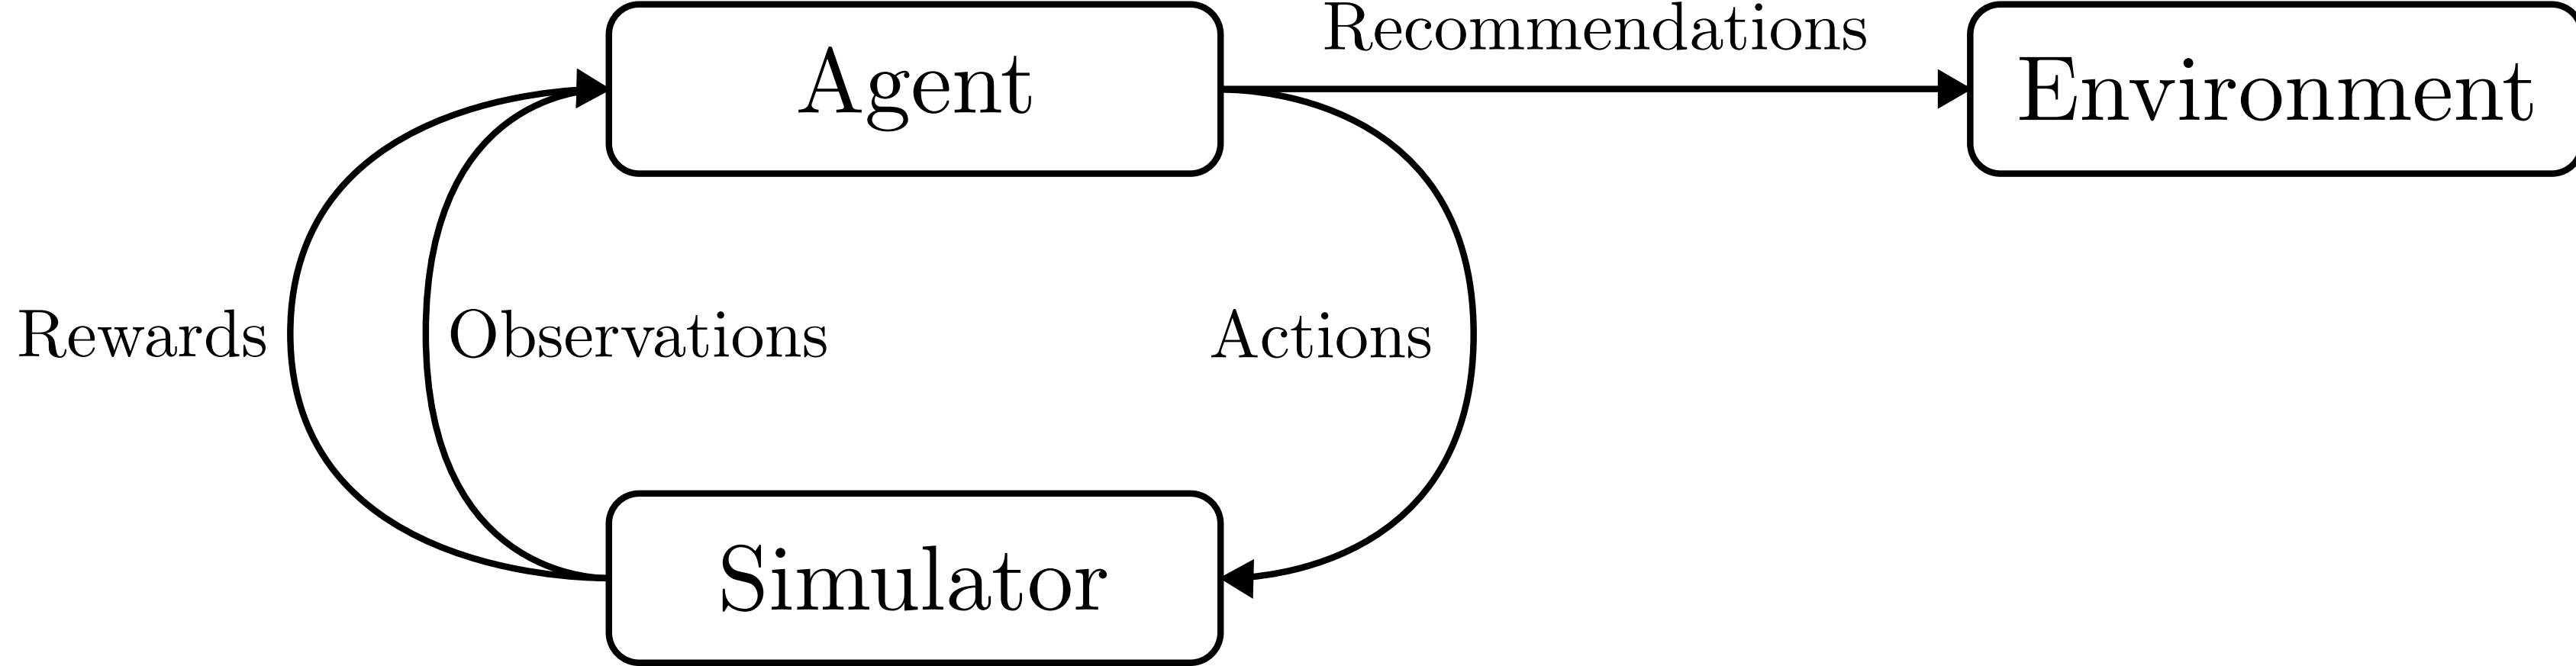 Recommendations
Agent
Environment
Rewards
Observations
Actions
Simulator